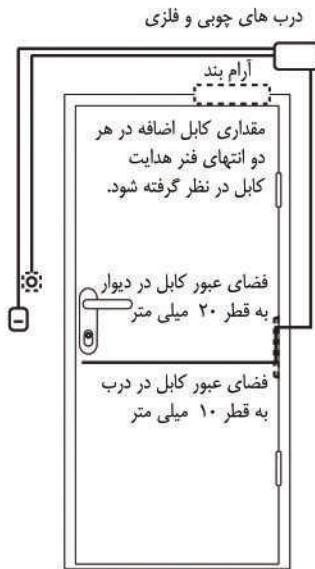 درب های چوبی و فلزی
آرام بند
مقداری کابل اضافه در هر
دو انتهای فنر هدایت
کابل در نظر گرفته شود.
فضای عبور کابل در دیوار
به قطر ۲۰ میلی متر
فضای عبور کابل در درب
به قطر ۱۰ میلی متر